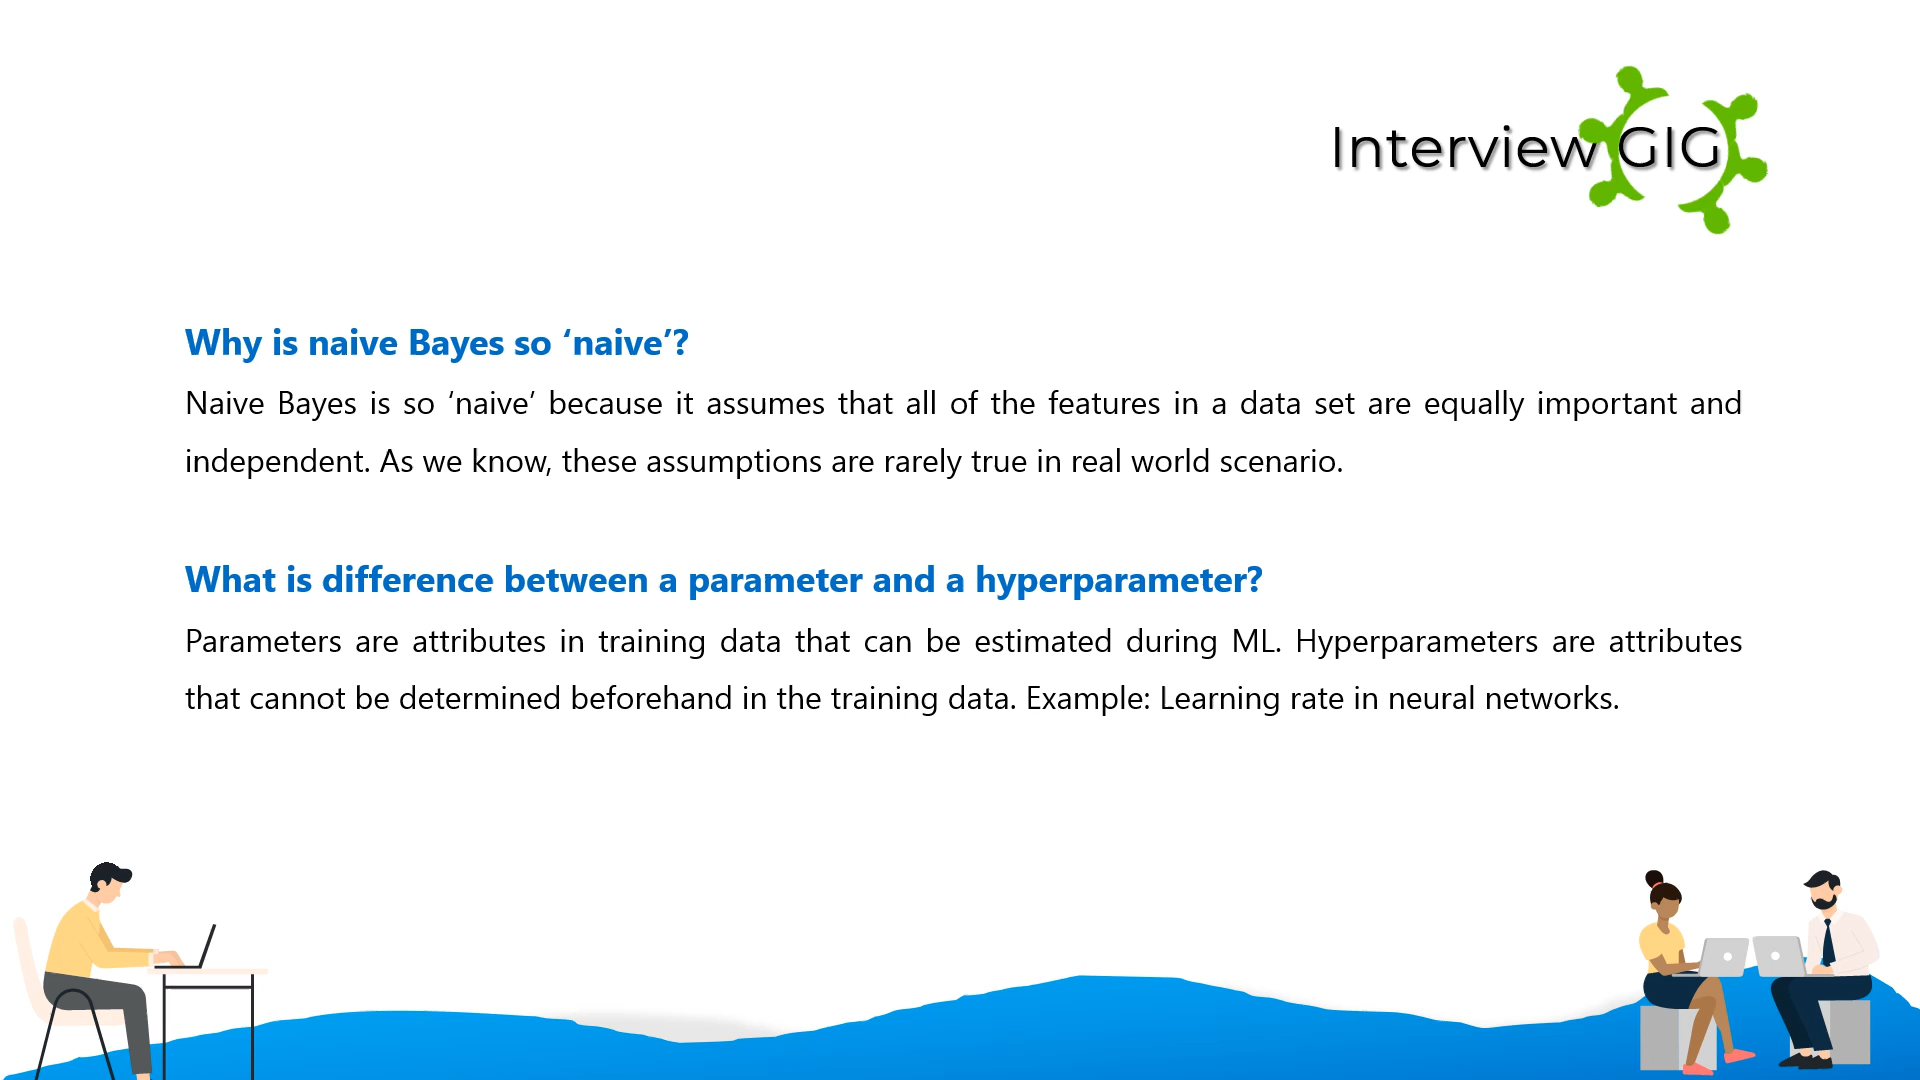 Interview GIG
Why is naive Bayes so ‘naive’?
Naive Bayes is so ‘naive’ because it assumes that all of the features in a data set are equally important and
independent. As we know, these assumptions are rarely true in real world scenario.
What is difference between a parameter and a hyperparameter?
Parameters are attributes in training data that can be estimated during ML. Hyperparameters are attributes
that cannot be determined beforehand in the training data. Example: Learning rate in neural networks.